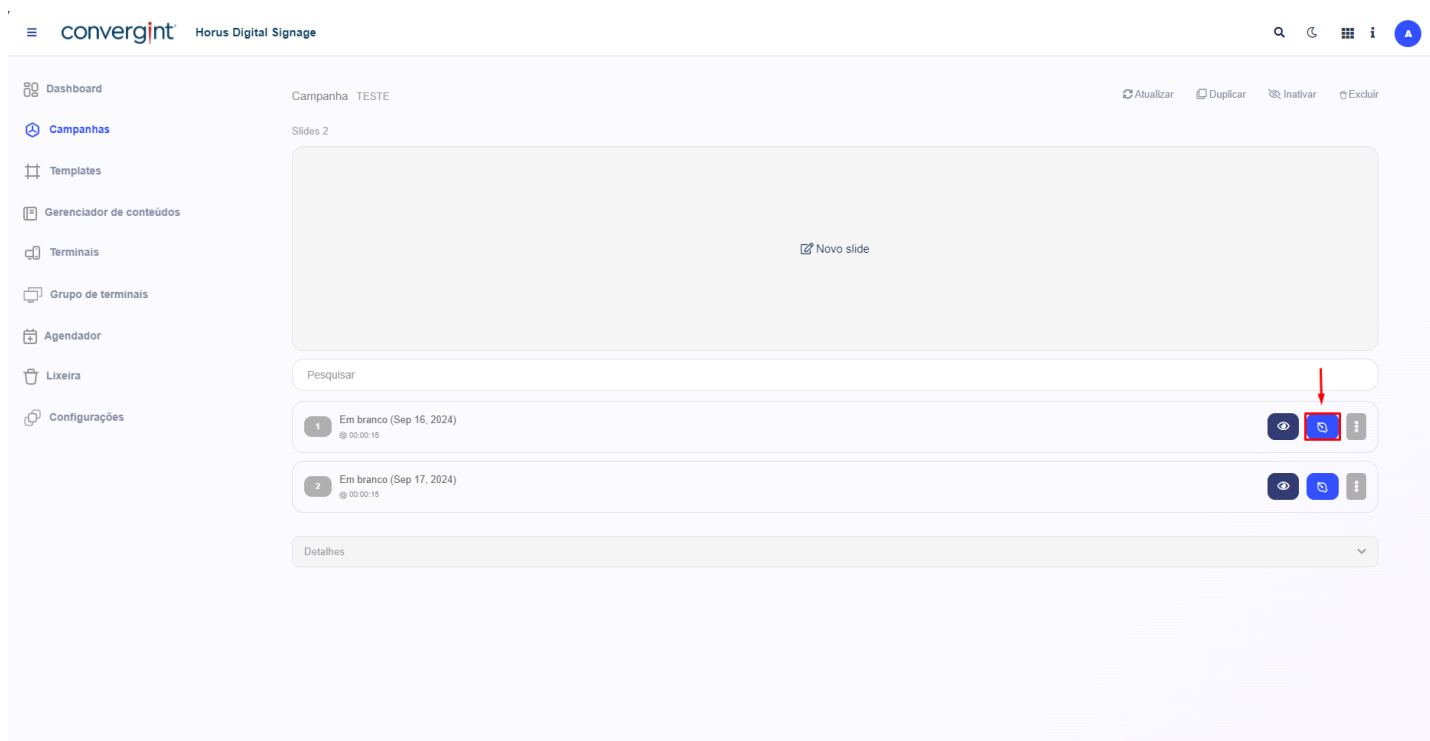 convergint
Horus Digital Signage
i
A
Dashboard
Campanhas
Templates
Gerenciador de conteúdos
Terminais
Grupo de terminais
Agendador
Lixeira
Configurações
Campanha TESTE
Atualizar
Duplicar
Inativar
Excluir
Slides 2
Novo slide
Pesquisar
1
Em branco (Sep 16, 2024)
00:00:15
2
Em branco (Sep 17, 2024)
00:00:15
Detalhes